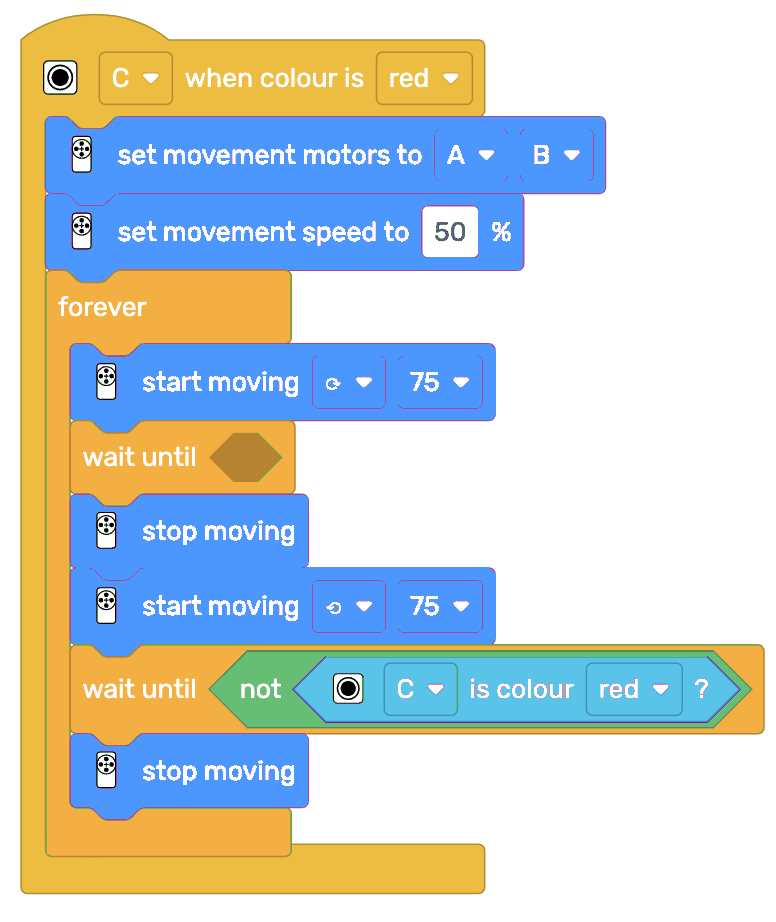 C when colour is red
set movement motors to A B
set movement speed to 50 %
forever
start moving 75
wait until
stop moving
start moving 75
wait until not C is colour red ?
stop moving